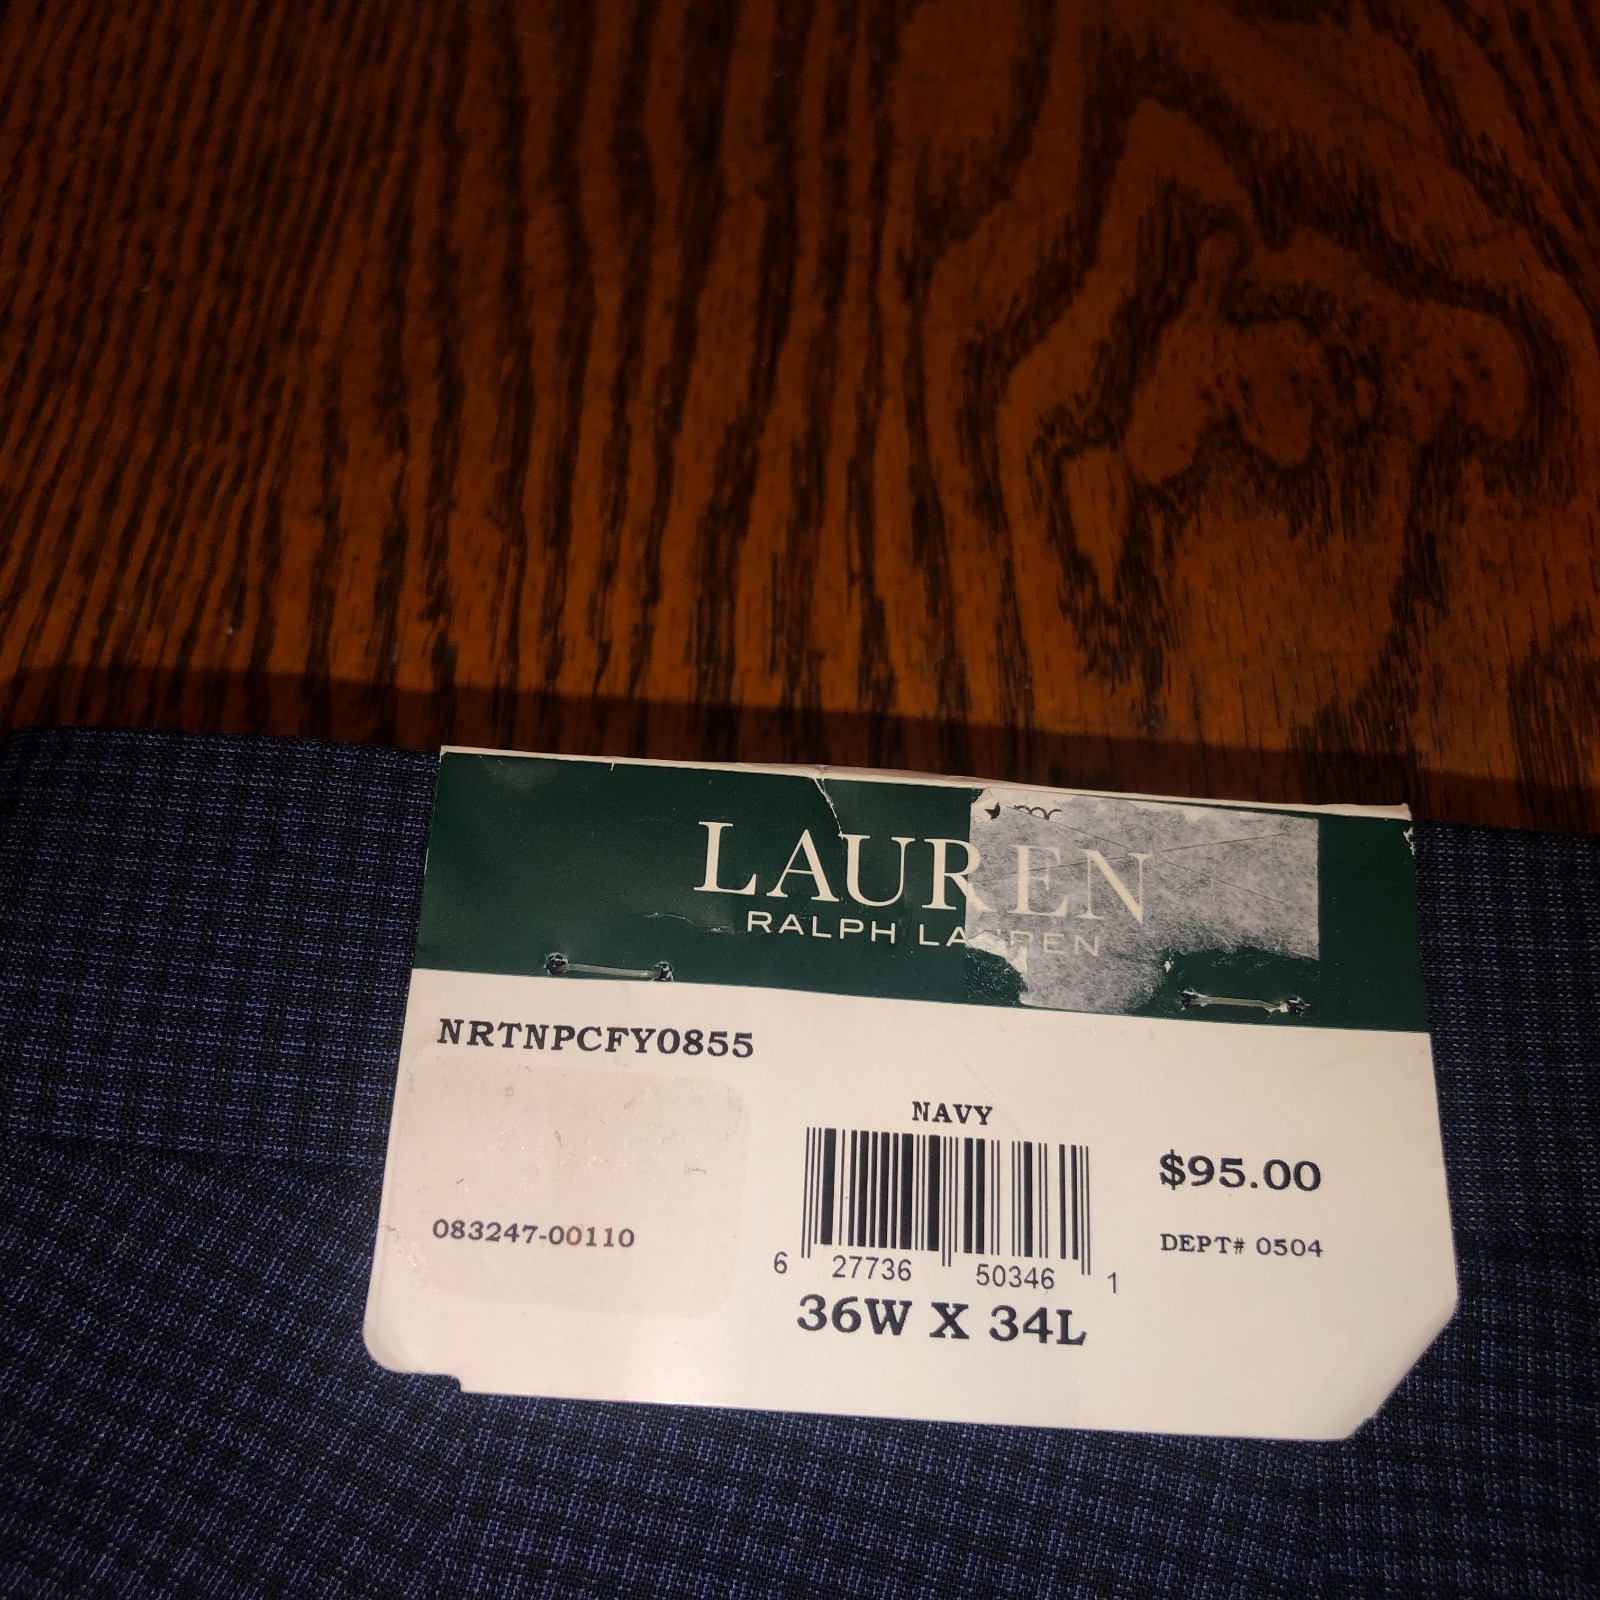 LAUREN
RALPH LAUREN
NRTNPCFY0855
NAVY
$95.00
083247-00110
DEPT# 0504
6 27736 50346 1
36W X 34L